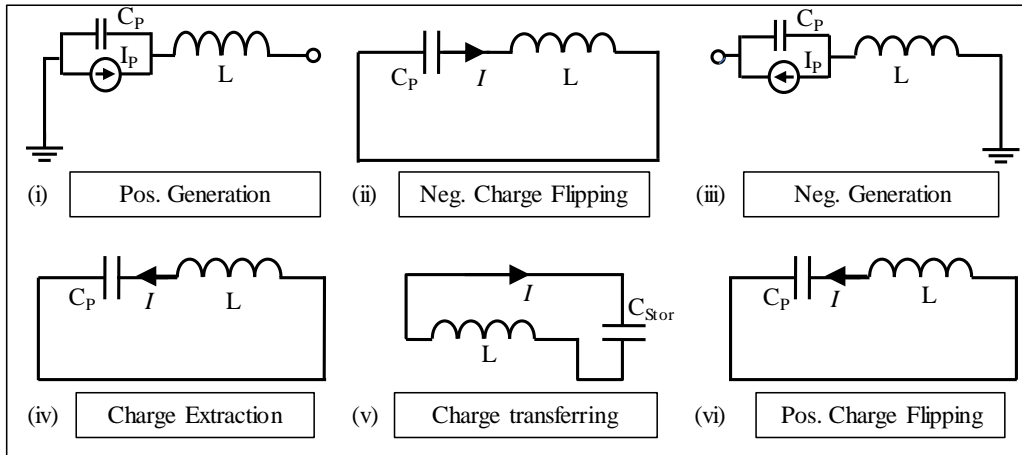 C_P
I_P
L
(i) Pos. Generation
C_P
I
L
(ii) Neg. Charge Flipping
C_P
I_P
L
(iii) Neg. Generation
C_P
I
L
(iv) Charge Extraction
I
C_Stor
L
(v) Charge transferring
C_P
I
L
(vi) Pos. Charge Flipping